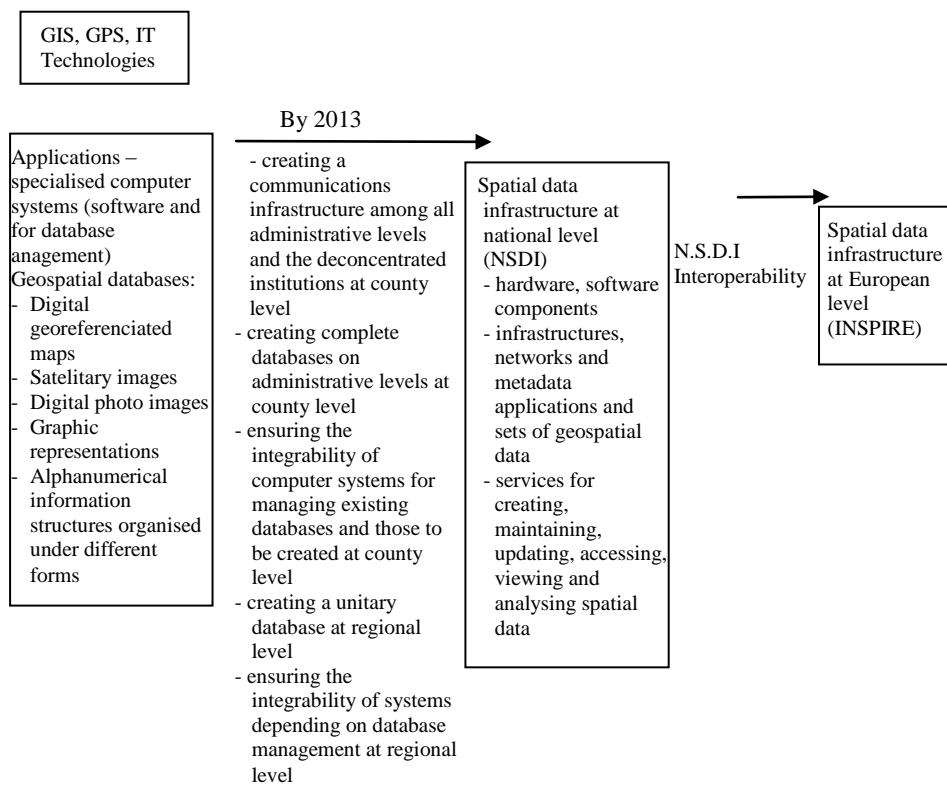 GIS, GPS, IT
Technologies
By 2013
Applications –
specialised computer
systems (software and
for database
anagement)
Geospatial databases:
- Digital
georeferenciated
maps
- Satelitary images
- Digital photo images
- Graphic
representations
- Alphanumerical
information
structures organised
under different
forms
- creating a
communications
infrastructure among all
administrative levels
and the deconcentrated
institutions at county
level
- creating complete
databases on
administrative levels at
county level
- ensuring the
integrability of
computer systems for
managing existing
databases and those to
be created at county
level
- creating a unitary
database at regional
level
- ensuring the
integrability of systems
depending on database
management at regional
level
Spatial data
infrastructure at
national level
(NSDI)
- hardware, software
components
- infrastructures,
networks and
metadata
applications and
sets of geospatial
data
- services for
creating,
maintaining,
updating, accessing,
viewing and
analysing spatial
data
N.S.D.I
Interoperability
Spatial data
infrastructure
at European
level
(INSPIRE)